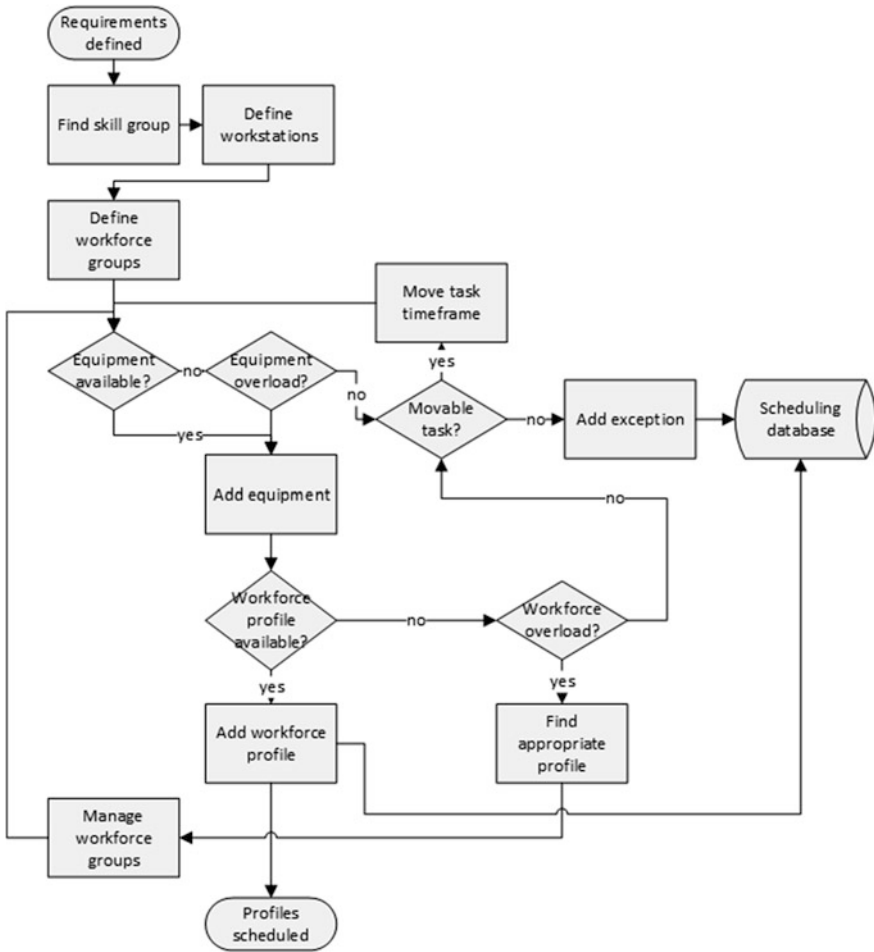 Requirements
defined
Find skill group
Define
workstations
Define
workforce
groups
Move task
timeframe
yes
Equipment
available?
no
Equipment
overload?
no
Movable
task?
no
Add exception
Scheduling
database
yes
Add equipment
no
Workforce
profile
available?
no
Workforce
overload?
yes
yes
Add workforce
profile
Find
appropriate
profile
Manage
workforce
groups
Profiles
scheduled